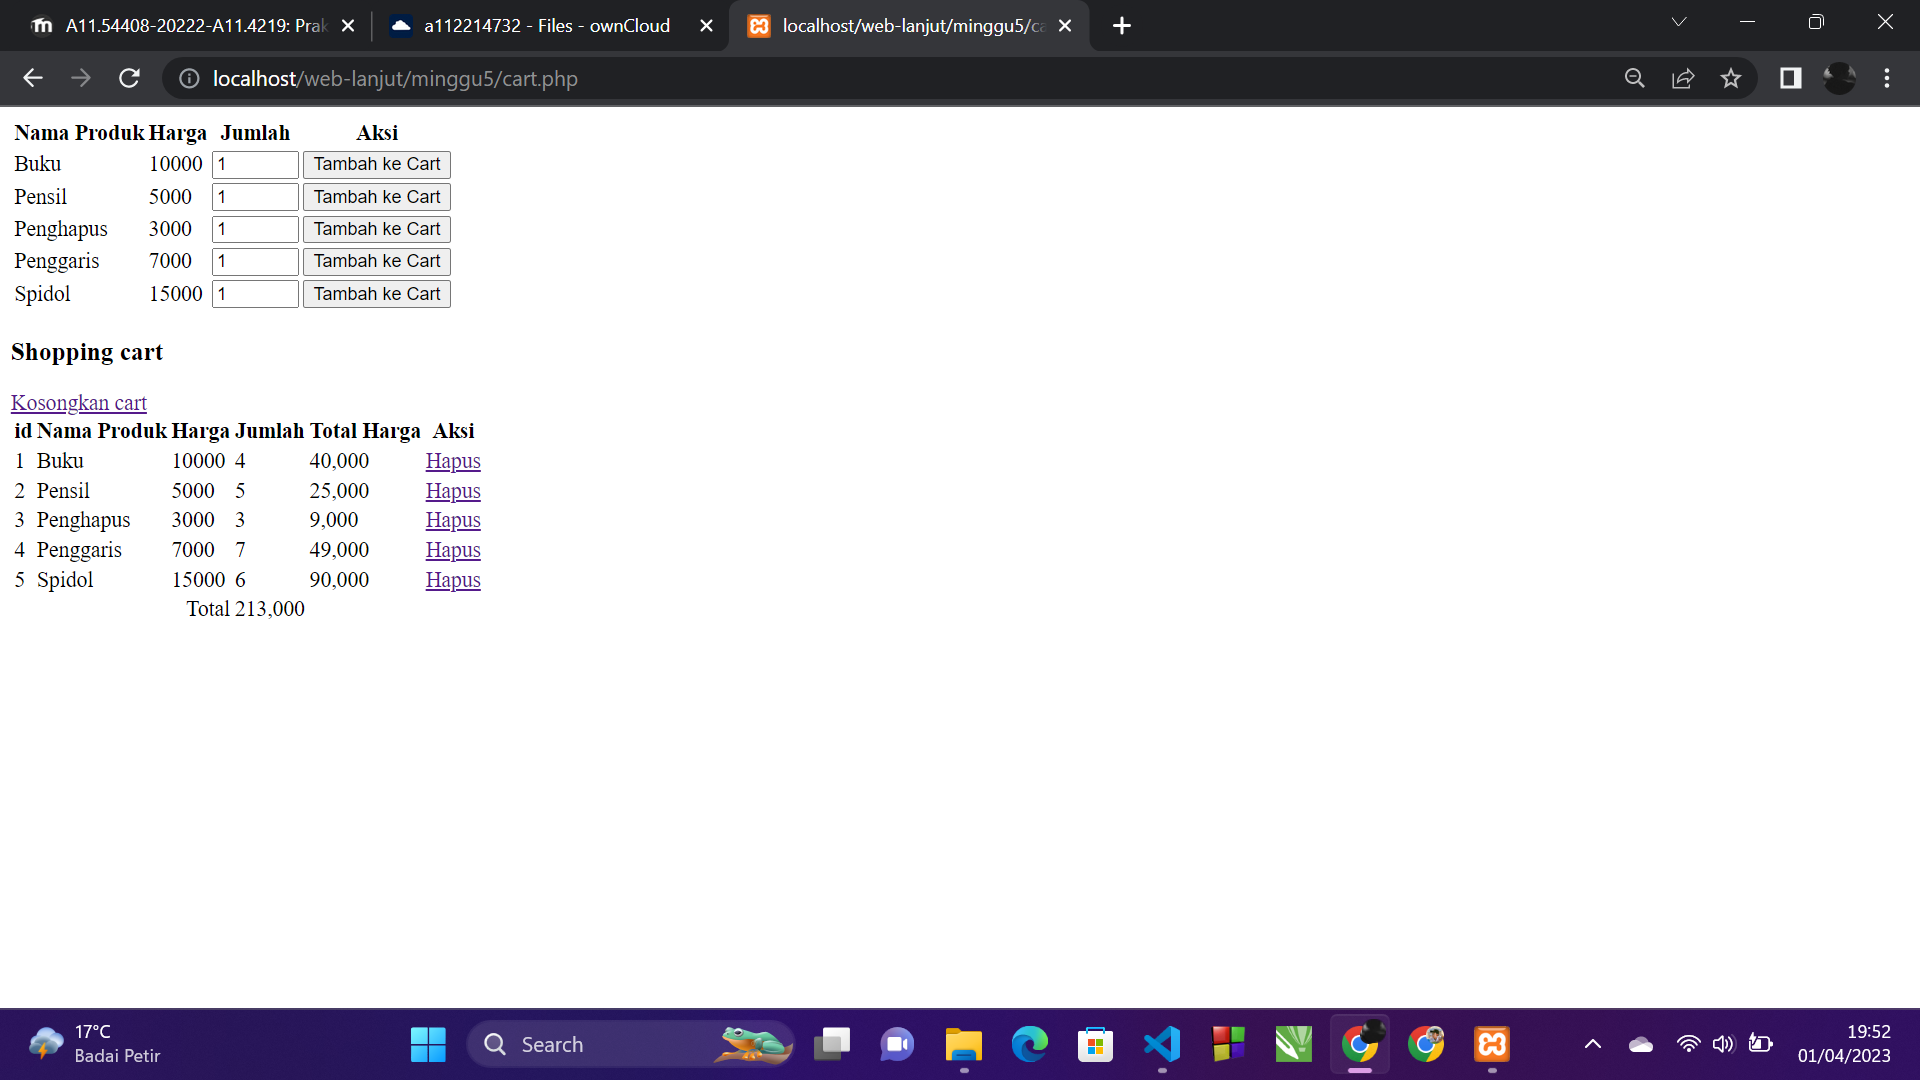 A11.54408-20222-A11.4219: Prak
a112214732 - Files - ownCloud
localhost/web-lanjut/minggu5/ca
localhost/web-lanjut/minggu5/cart.php
Nama Produk Harga Jumlah Aksi
Buku 10000 1 Tambah ke Cart
Pensil 5000 1 Tambah ke Cart
Penghapus 3000 1 Tambah ke Cart
Penggaris 7000 1 Tambah ke Cart
Spidol 15000 1 Tambah ke Cart
Shopping cart
Kosongkan cart
id Nama Produk Harga Jumlah Total Harga Aksi
1 Buku 10000 4 40,000 Hapus
2 Pensil 5000 5 25,000 Hapus
3 Penghapus 3000 3 9,000 Hapus
4 Penggaris 7000 7 49,000 Hapus
5 Spidol 15000 6 90,000 Hapus
Total 213,000
17°C
Badai Petir
Search
19:52
01/04/2023